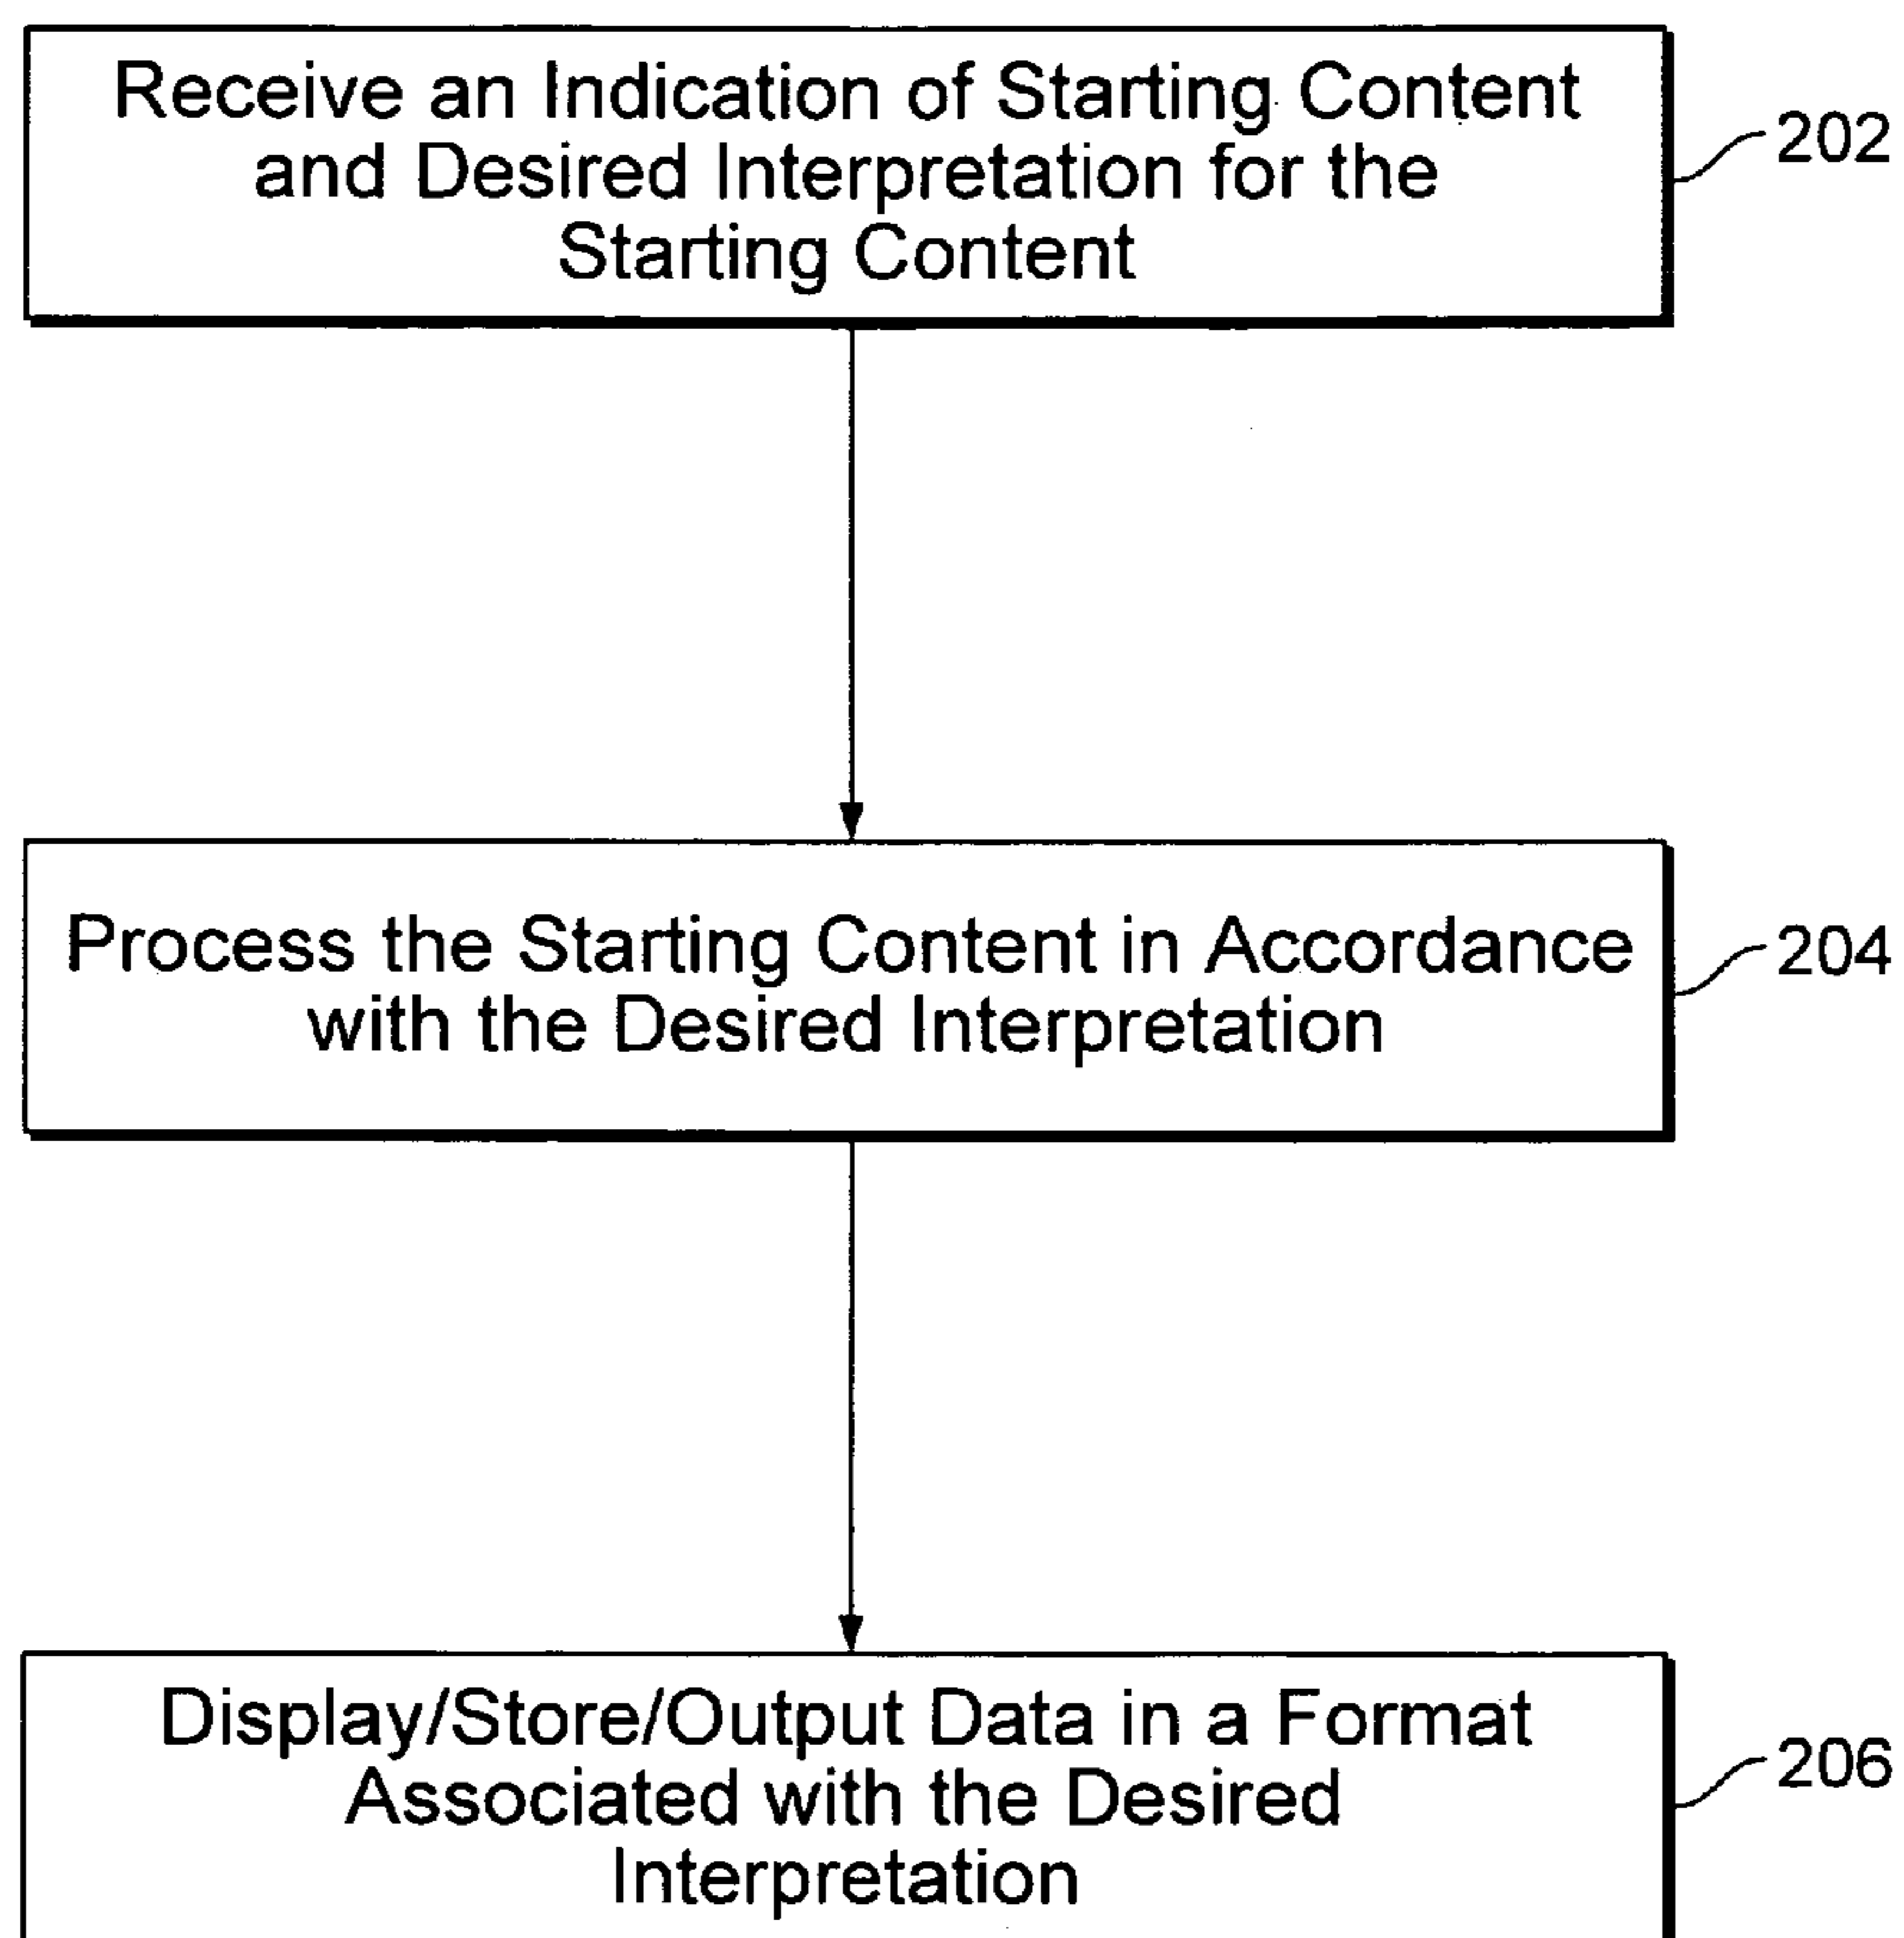 Receive an Indication of Starting Content
and Desired Interpretation for the
Starting Content
202
Process the Starting Content in Accordance
with the Desired Interpretation
204
Display/Store/Output Data in a Format
Associated with the Desired
Interpretation
206